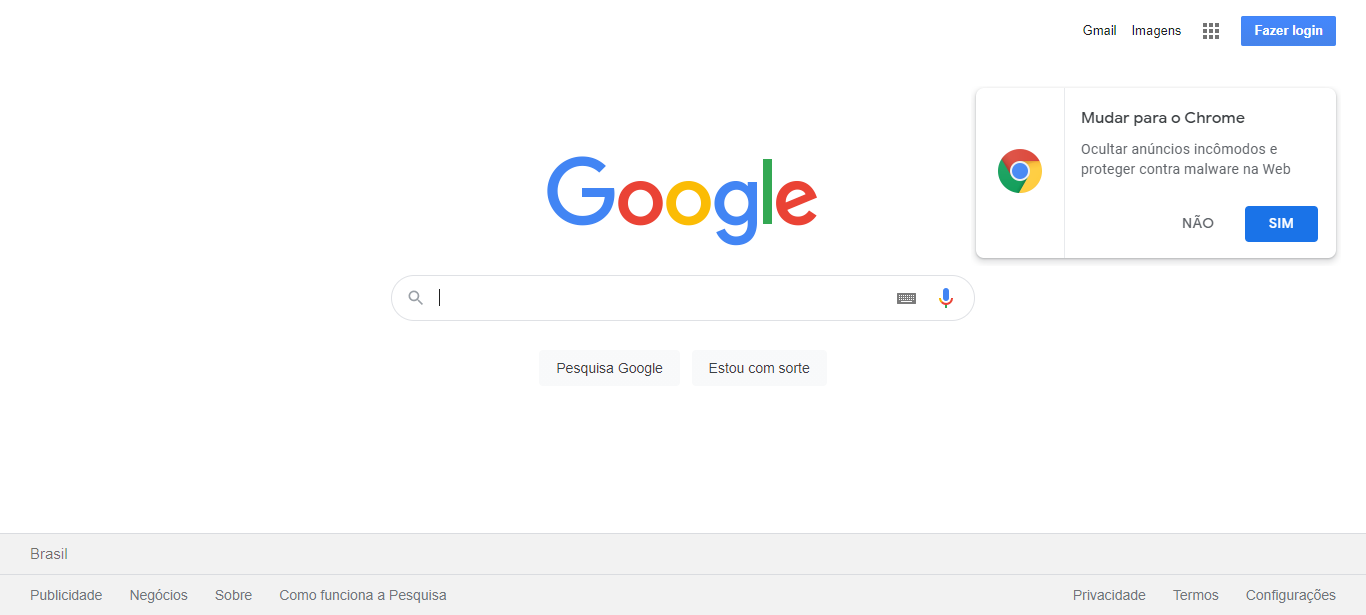 Gmail Imagens Fazer login
Mudar para o Chrome
Ocultar anúncios incômodos e
proteger contra malware na Web
NÃO SIM
Google
Pesquisa Google Estou com sorte
Brasil
Publicidade Negócios Sobre Como funciona a Pesquisa Privacidade Termos Configurações